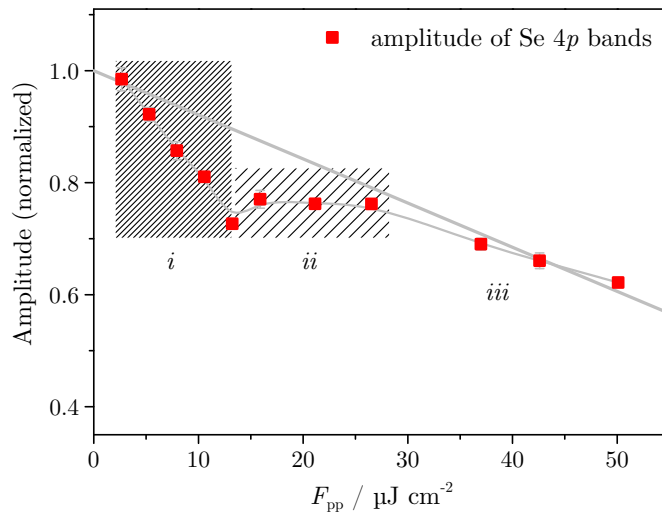 amplitude of Se 4p bands
Amplitude (normalized)
1.0
0.8
0.6
0.4
i
ii
iii
0 10 20 30 40 50
Fpp / µJ cm-2